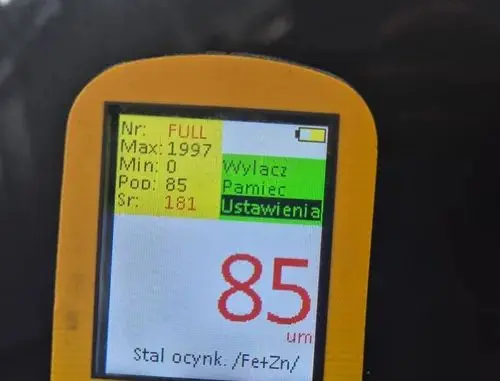 Nr: FULL
Max: 1997
Min: 0
Pop: 85
Sr: 181
Wylacz
Pamiec
Ustawienia
85
um
Stal ocynk. /Fe+Zn/